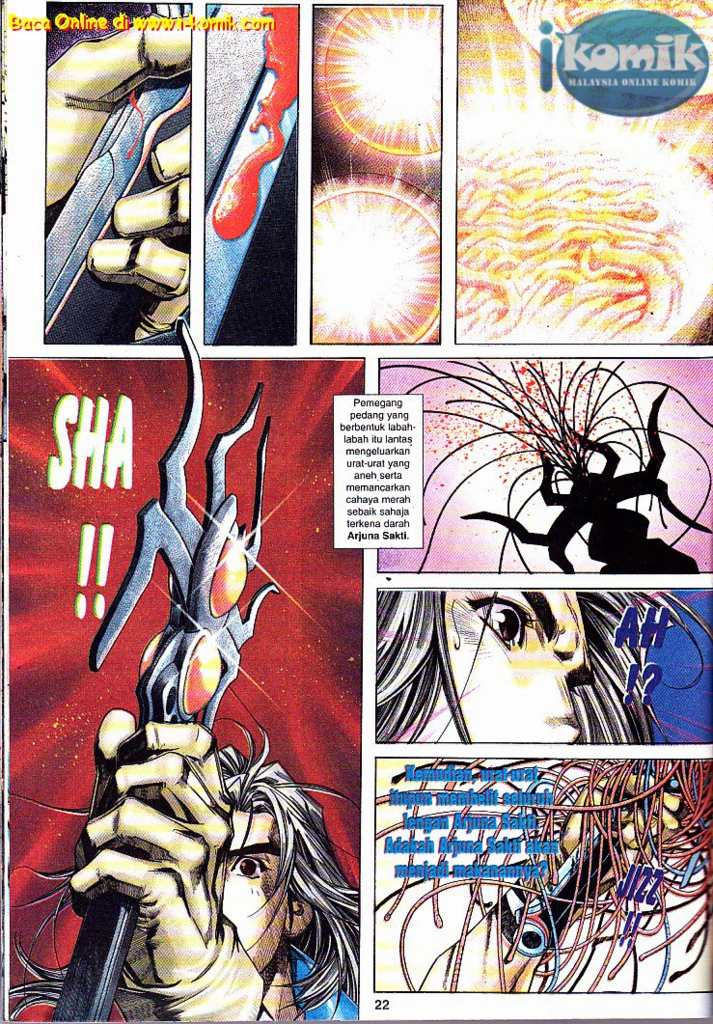 Baca Online di www.i-komik.com
ikomik
MALAYSIA ONLINE KOMIK
SHA
!!
Pemegang
pedang yang
berbentuk labah-
labah itu lantas
mengeluarkan
urat-urat yang
aneh serta
memancarkan
cahaya merah
sebaik sahaja
terkena darah
Arjuna Sakti.
AH
!?
Kemudian, urat-urat
itupun membelit seluruh
lengan Arjuna Sakti.
Adakah Arjuna Sakti akan
menjadi makanannya?
JIZZ
!!
22